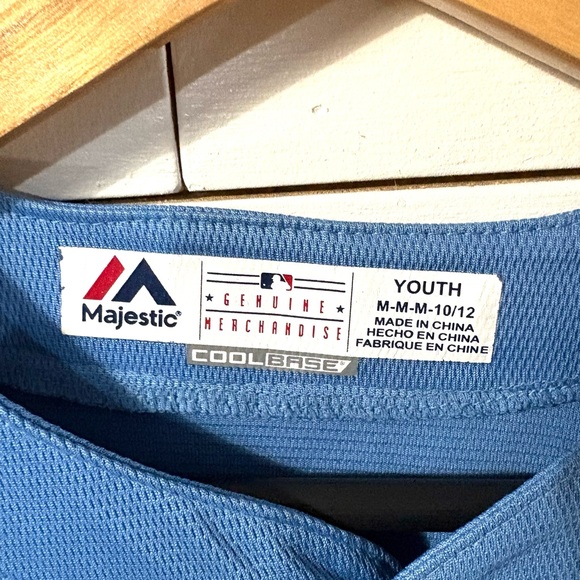 Majestic®
GENUINE
MERCHANDISE
COOLBASE
YOUTH
M-M-M-10/12
MADE IN CHINA
HECHO EN CHINA
FABRIQUE EN CHINE